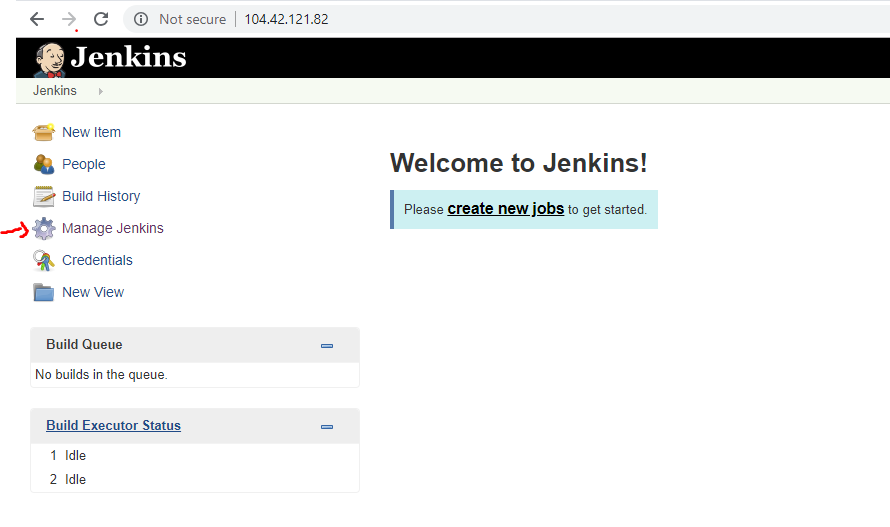 Not secure | 104.42.121.82
Jenkins
Jenkins
New Item
People
Build History
Manage Jenkins
Credentials
New View
Welcome to Jenkins!
Please create new jobs to get started.
Build Queue
No builds in the queue.
Build Executor Status
1 Idle
2 Idle